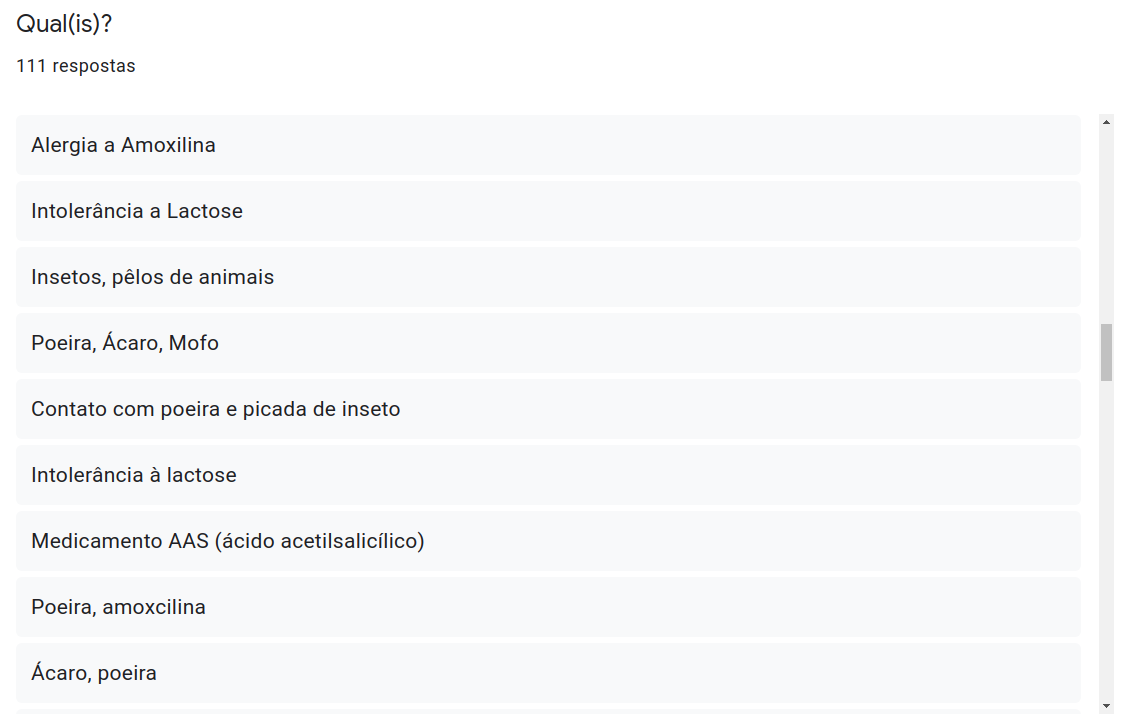 Qual(is)?
111 respostas
Alergia a Amoxilina
Intolerância a Lactose
Insetos, pêlos de animais
Poeira, Ácaro, Mofo
Contato com poeira e picada de inseto
Intolerância à lactose
Medicamento AAS (ácido acetilsalicílico)
Poeira, amoxcilina
Ácaro, poeira